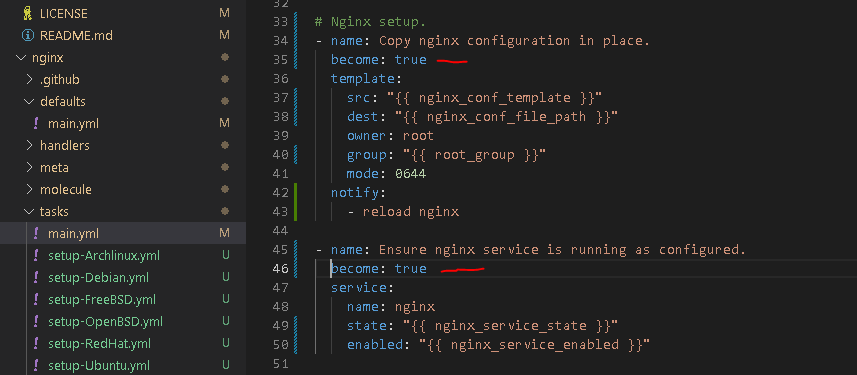 LICENSE M
README.md M
nginx
.github
defaults
main.yml M
handlers
meta
molecule
tasks
main.yml M
setup-Archlinux.yml U
setup-Debian.yml U
setup-FreeBSD.yml U
setup-OpenBSD.yml U
setup-RedHat.yml U
setup-Ubuntu.yml U
32
33 # Nginx setup.
34 - name: Copy nginx configuration in place.
35 become: true
36 template:
37 src: "{{ nginx_conf_template }}"
38 dest: "{{ nginx_conf_file_path }}"
39 owner: root
40 group: "{{ root_group }}"
41 mode: 0644
42 notify:
43 - reload nginx
44
45 - name: Ensure nginx service is running as configured.
46 become: true
47 service:
48 name: nginx
49 state: "{{ nginx_service_state }}"
50 enabled: "{{ nginx_service_enabled }}"
51